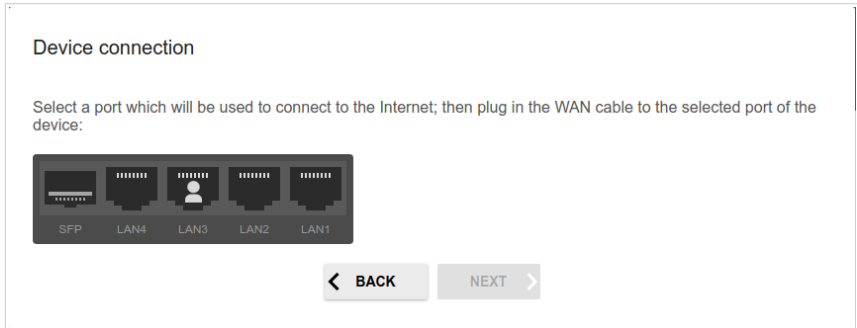 Device connection
Select a port which will be used to connect to the Internet; then plug in the WAN cable to the selected port of the
device:
SFP LAN4 LAN3 LAN2 LAN1
BACK NEXT